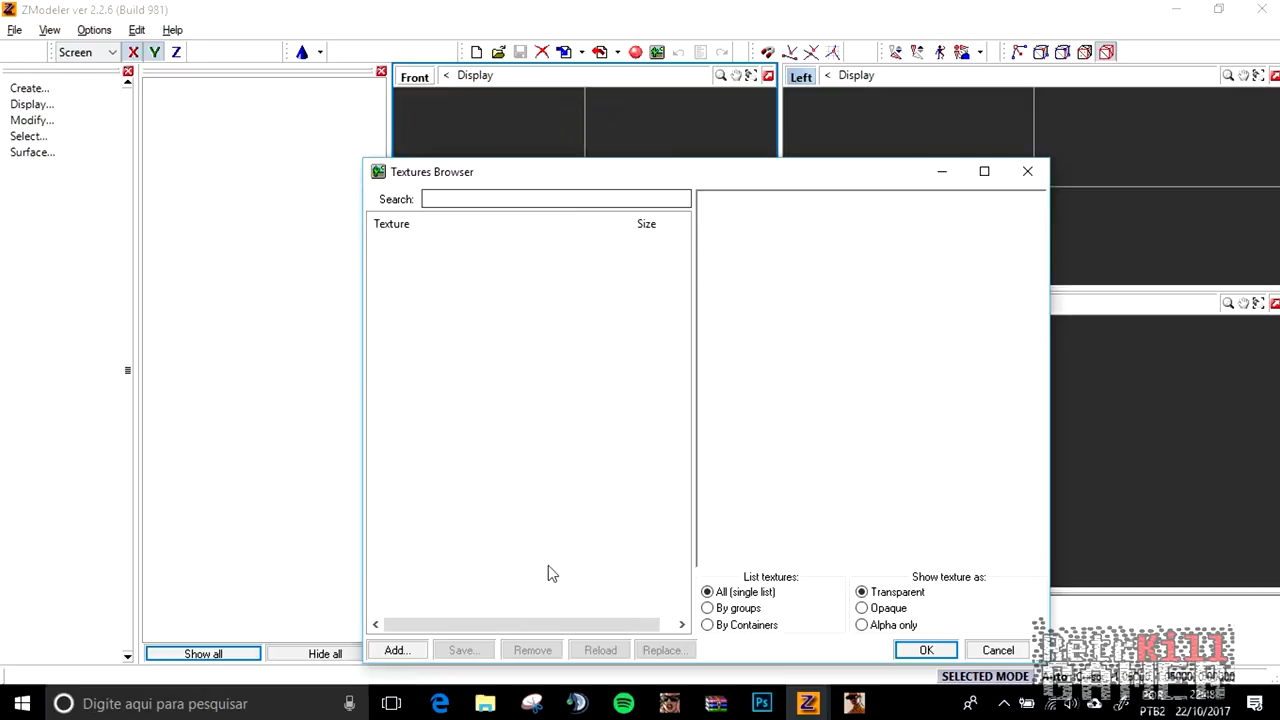 ZModeler ver 2.2.6 (Build 981)
File View Options Edit Help
Screen X Y Z
Create...
Display...
Modify...
Select...
Surface...
Front < Display
Left < Display
Textures Browser
Search:
Texture Size
List textures:
All (single list)
By groups
By Containers
Show texture as:
Transparent
Opaque
Alpha only
Add... Save... Remove Reload Replace...
OK Cancel
Show all Hide all
SELECTED MODE Auto
Digite aqui para pesquisar
POR
PTB2 22/10/2017